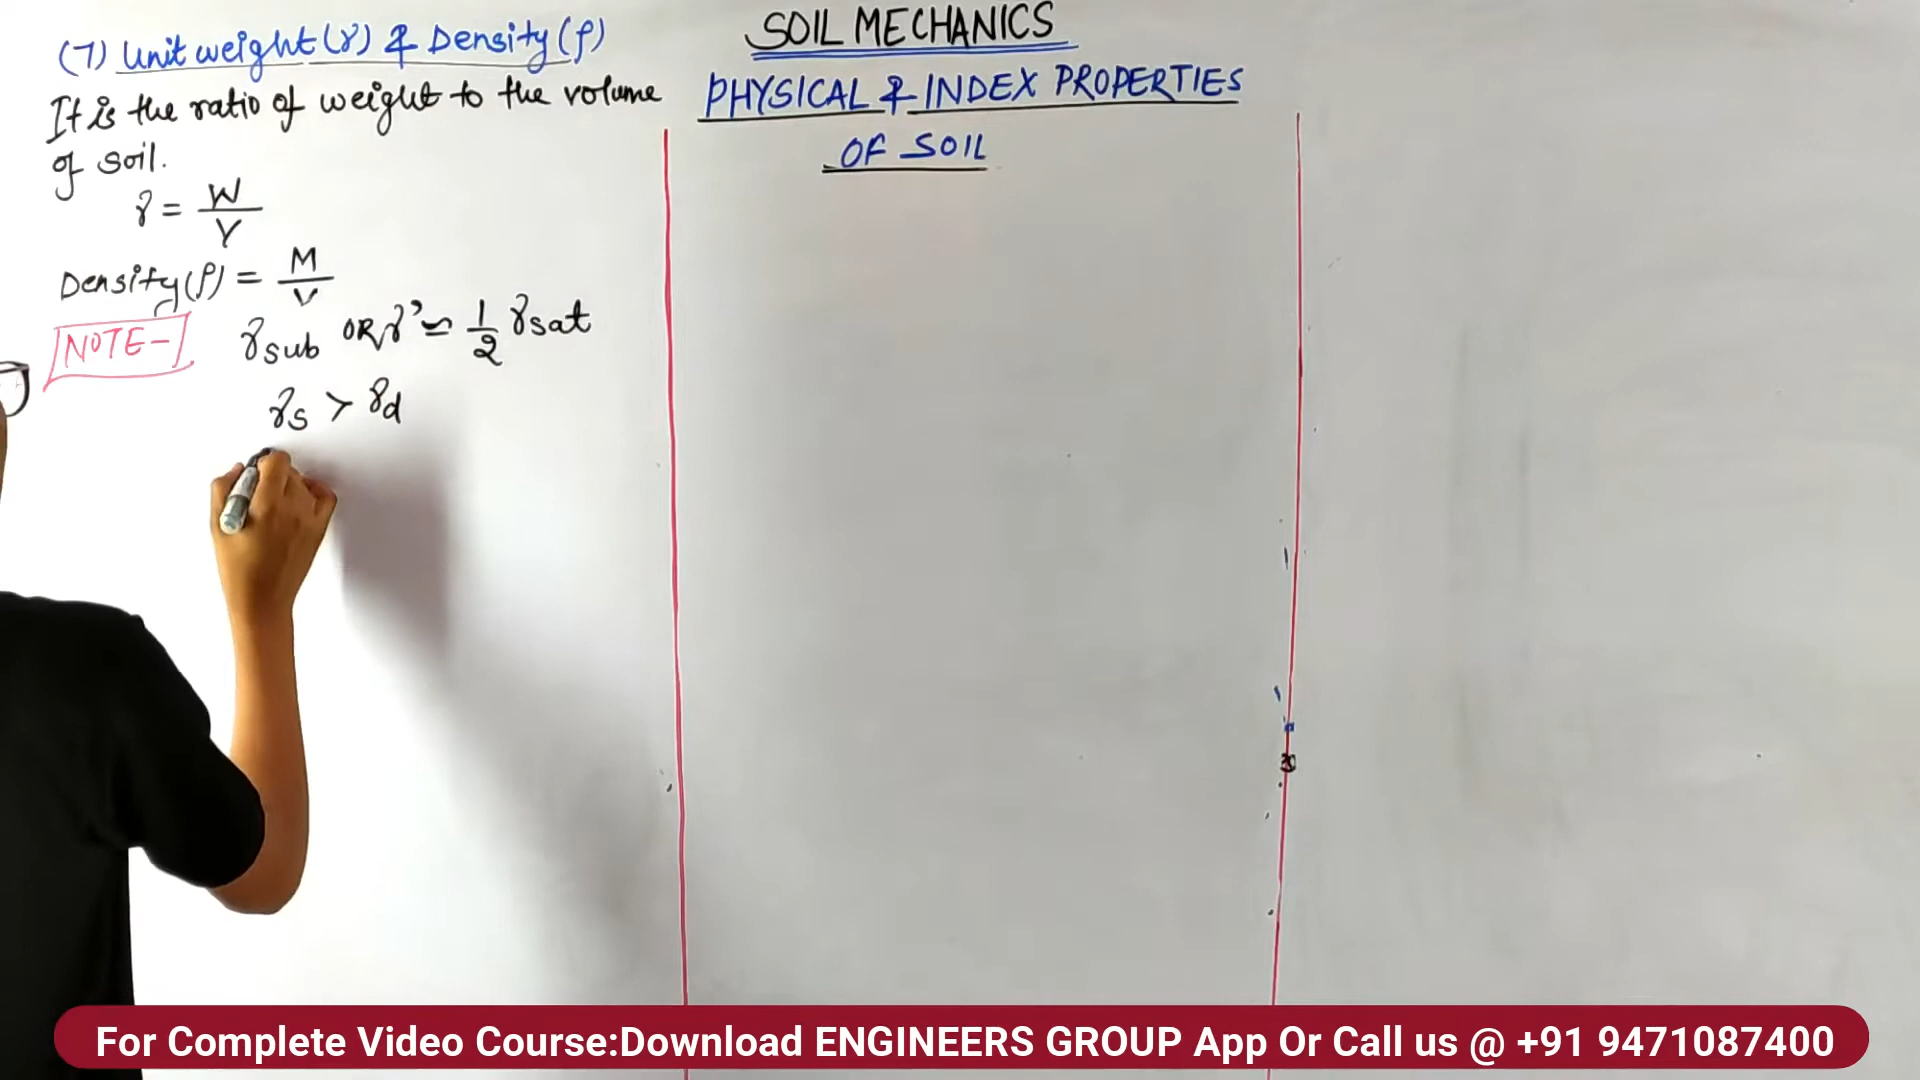 SOIL MECHANICS
PHYSICAL & INDEX PROPERTIES
OF SOIL
(7) Unit weight (γ) & Density (ρ)
It is the ratio of weight to the volume
of soil.
γ = W/V
Density (ρ) = M/V
NOTE - γsub OR γ' ≃ 1/2 γsat
γs > γd
For Complete Video Course:Download ENGINEERS GROUP App Or Call us @ +91 9471087400